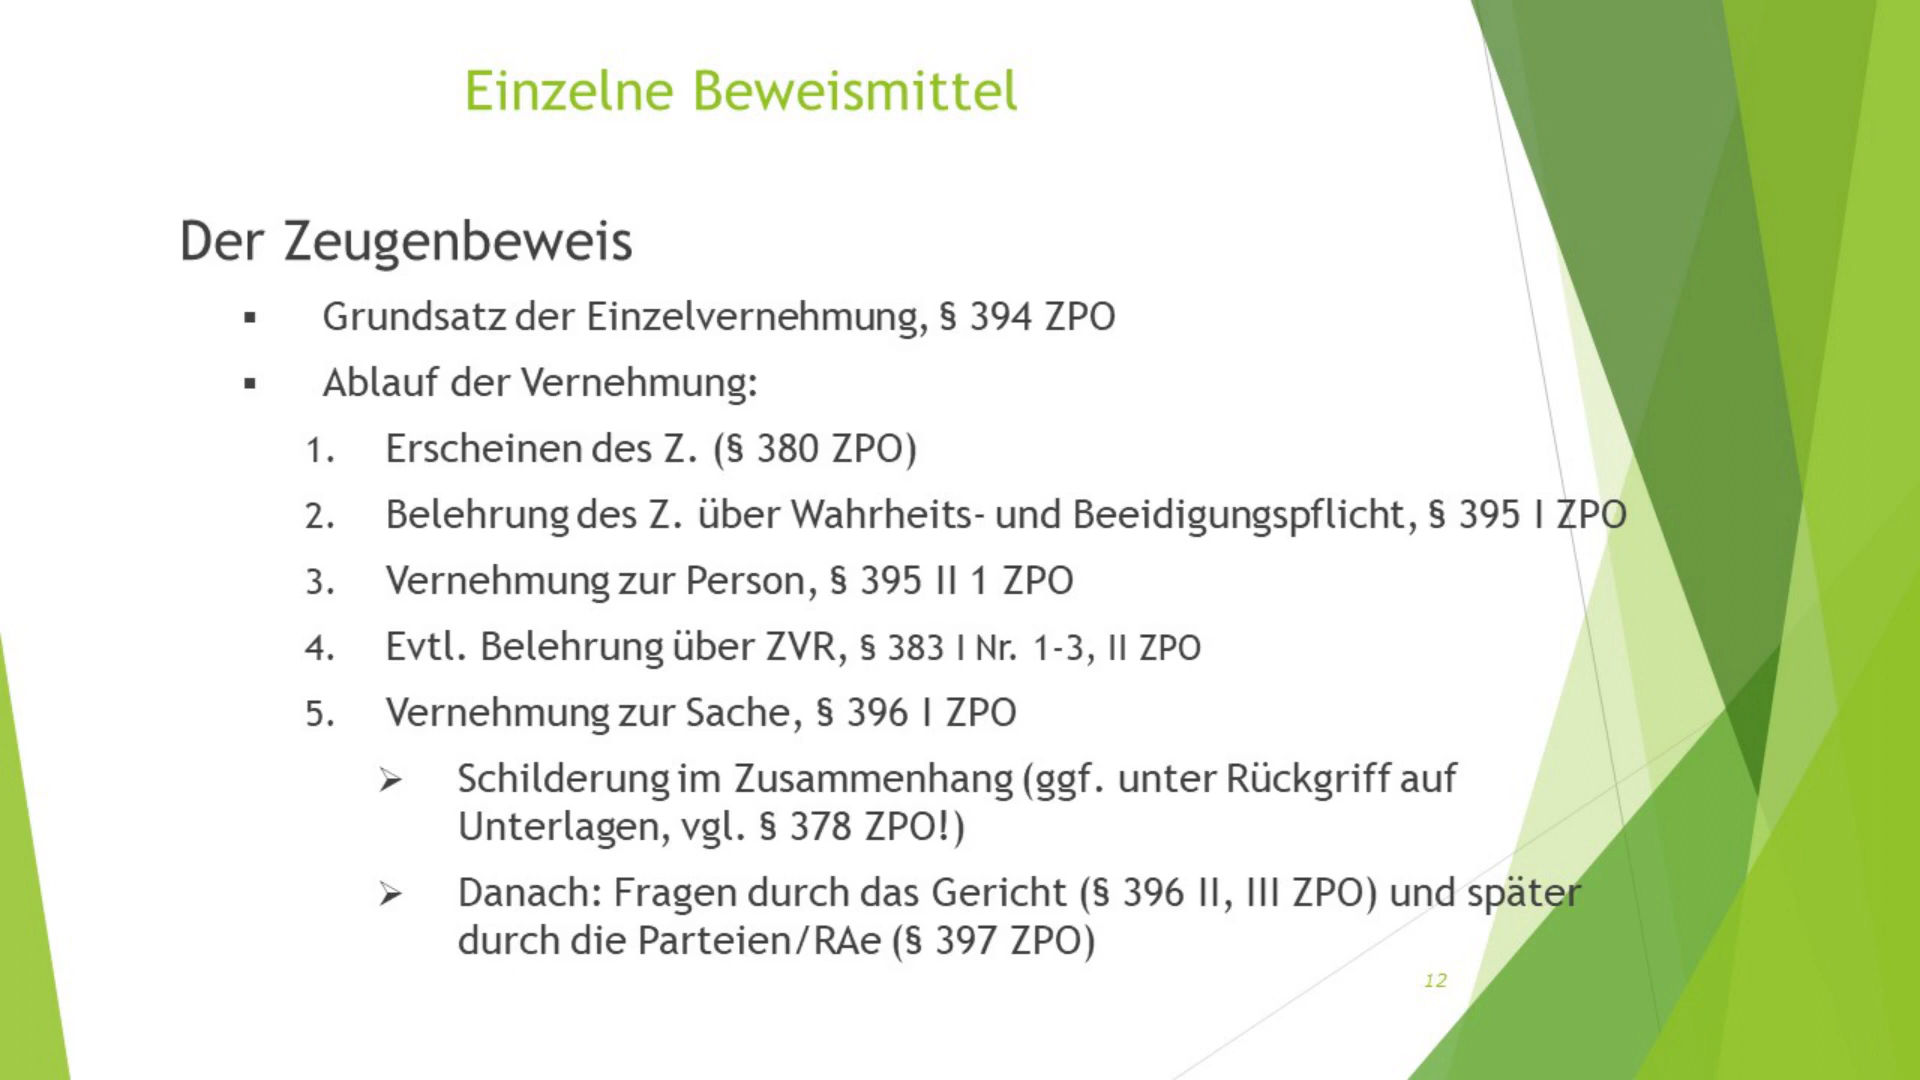 Einzelne Beweismittel
Der Zeugenbeweis
▪ Grundsatz der Einzelvernehmung, § 394 ZPO
▪ Ablauf der Vernehmung:
1. Erscheinen des Z. (§ 380 ZPO)
2. Belehrung des Z. über Wahrheits- und Beeidigungspflicht, § 395 I ZPO
3. Vernehmung zur Person, § 395 II 1 ZPO
4. Evtl. Belehrung über ZVR, § 383 I Nr. 1-3, II ZPO
5. Vernehmung zur Sache, § 396 I ZPO
➢ Schilderung im Zusammenhang (ggf. unter Rückgriff auf
Unterlagen, vgl. § 378 ZPO!)
➢ Danach: Fragen durch das Gericht (§ 396 II, III ZPO) und später
durch die Parteien/RAe (§ 397 ZPO)
12